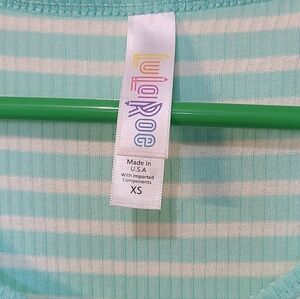 LuLaRoe
Made In
U.S.A
With Imported
Components
XS